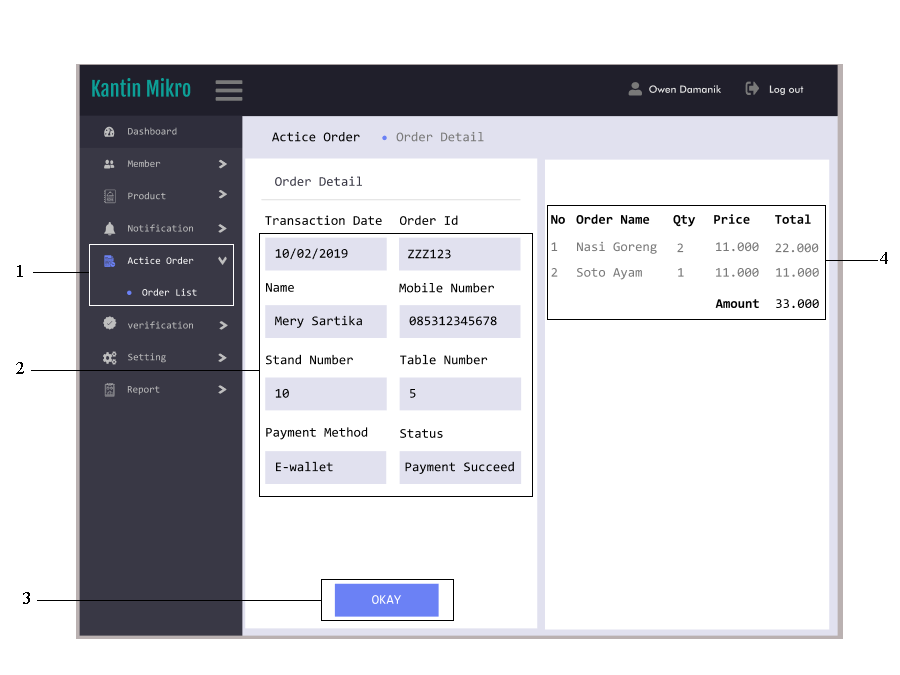 Kantin Mikro
Owen Damanik
Log out
Dashboard
Member
Product
Notification
Actice Order
Order List
verification
Setting
Report
Actice Order • Order Detail
Order Detail
Transaction Date Order Id
10/02/2019 ZZZ123
Name Mobile Number
Mery Sartika 085312345678
Stand Number Table Number
10 5
Payment Method Status
E-wallet Payment Succeed
OKAY
No Order Name Qty Price Total
1 Nasi Goreng 2 11.000 22.000
2 Soto Ayam 1 11.000 11.000
Amount 33.000
1
2
3
4